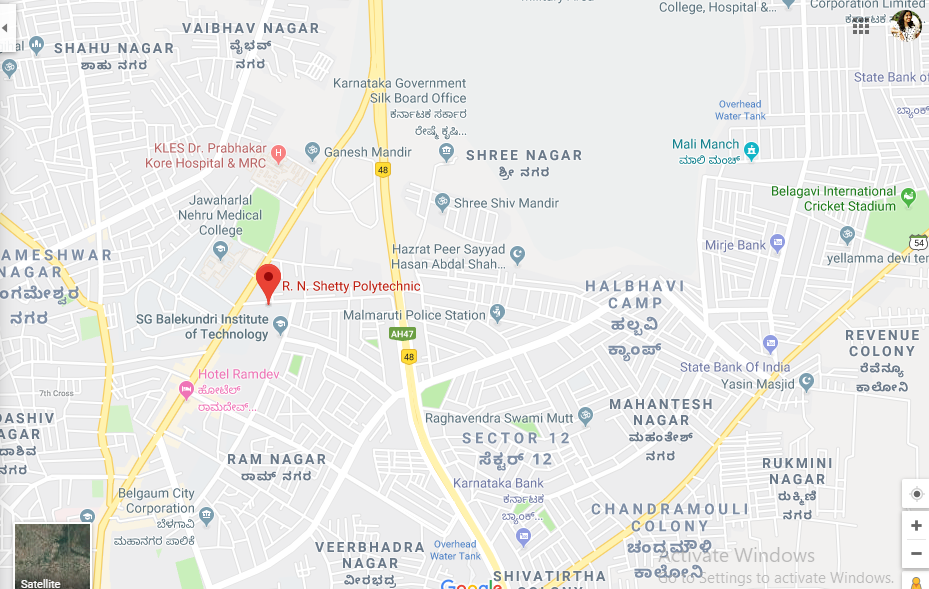 College, Hospital &...
Corporation Limited
VAIBHAV NAGAR
ವೈಭವ್
ನಗರ
SHAHU NAGAR
ಶಾಹು ನಗರ
State Bank of
Karnataka Government
Silk Board Office
ಕರ್ನಾಟಕ ಸರ್ಕಾರ
ರೇಷ್ಮೆ ಕೃಷಿ...
Overhead
Water Tank
KLES Dr. Prabhakar
Kore Hospital & MRC
Ganesh Mandir
SHREE NAGAR
ಶ್ರೀ ನಗರ
48
Mali Manch
ಮಾಲಿ ಮಂಚ್
Belagavi International
Cricket Stadium
Jawaharlal
Nehru Medical
College
Shree Shiv Mandir
Hazrat Peer Sayyad
Hasan Abdal Shah...
Mirje Bank
54
yellamma devi tem
AMESHWAR
NAGAR
ಂಗಮೇಶ್ವರ
ನಗರ
R. N. Shetty Polytechnic
HALBHAVI
CAMP
ಹಲ್ಬವಿ
ಕ್ಯಾಂಪ್
SG Balekundri Institute
of Technology
Malmaruti Police Station
AH47
48
REVENUE
COLONY
ರೆವೆನ್ಯೂ
ಕಾಲೋನಿ
State Bank Of India
Yasin Masjid
Hotel Ramdev
ಹೋಟೆಲ್
ರಾಮದೇವ್...
7th Cross
DASHIV
AGAR
ದಾಶಿವ
ನಗರ
MAHANTESH
NAGAR
ಮಹಂತೇಶ್
ನಗರ
Raghavendra Swami Mutt
SECTOR 12
ಸೆಕ್ಟರ್ 12
RAM NAGAR
ರಾಮ್ ನಗರ
RUKMINI
NAGAR
ರುಕ್ಮಿಣಿ
ನಗರ
Karnataka Bank
ಕರ್ನಾಟಕ
ಬ್ಯಾಂಕ್...
Belgaum City
Corporation
ಬೆಳಗಾವಿ
ಮಹಾನಗರ ಪಾಲಿಕೆ
CHANDRAMOULI
COLONY
ಚಂದ್ರಮೌಳಿ
ಕಾಲೋನಿ
VEERBHADRA
NAGAR
ವೀರಭದ್ರ
Overhead
Water Tank
Activate Windows
Go to Settings to activate Windows.
SHIVATIRTHA
COLONY
Google
Satellite